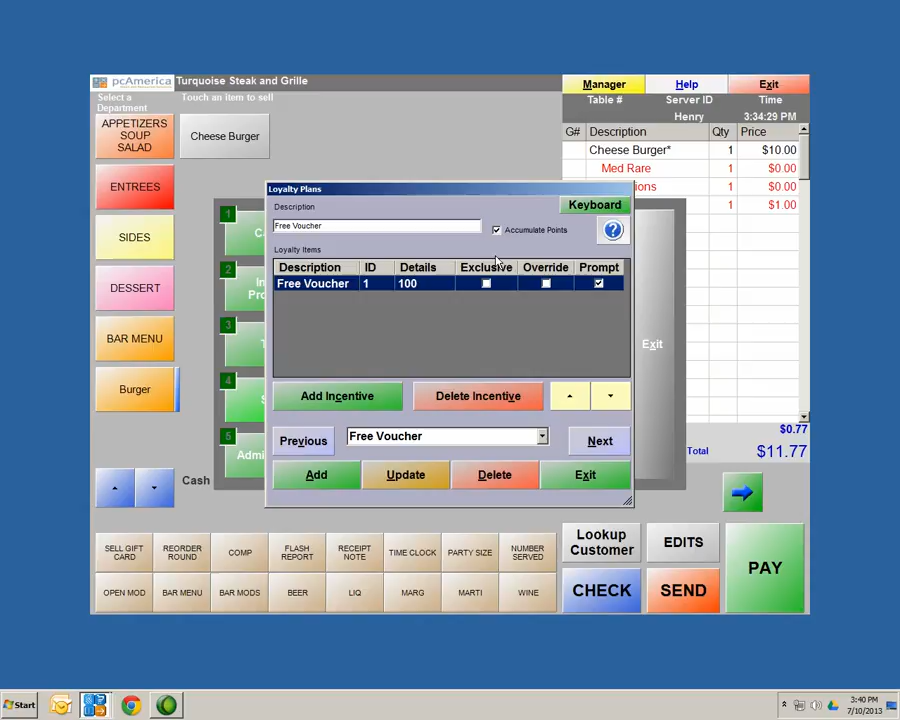 pcAmerica
Turquoise Steak and Grille
Manager
Help
Exit
Select a
Department
Touch an item to sell
Table #
Server ID
Time
Henry
3:34:29 PM
APPETIZERS
SOUP
SALAD
Cheese Burger
G# Description Qty Price
Cheese Burger* 1 $10.00
Med Rare 1 $0.00
ions 1 $0.00
1 $1.00
ENTREES
SIDES
DESSERT
BAR MENU
Burger
1
2
3
4
5
Admi
Cash
Exit
Loyalty Plans
Description
Keyboard
Free Voucher
Accumulate Points
?
Loyalty Items
Description ID Details Exclusive Override Prompt
Free Voucher 1 100
Add Incentive
Delete Incentive
Previous
Free Voucher
Next
Add
Update
Delete
Exit
$0.77
Total $11.77
SELL GIFT
CARD
REORDER
ROUND
COMP
FLASH
REPORT
RECEIPT
NOTE
TIME CLOCK
PARTY SIZE
NUMBER
SERVED
OPEN MOD
BAR MENU
BAR MODS
BEER
LIQ
MARG
MARTI
WINE
Lookup
Customer
EDITS
PAY
CHECK
SEND
Start
3:40 PM
7/10/2013